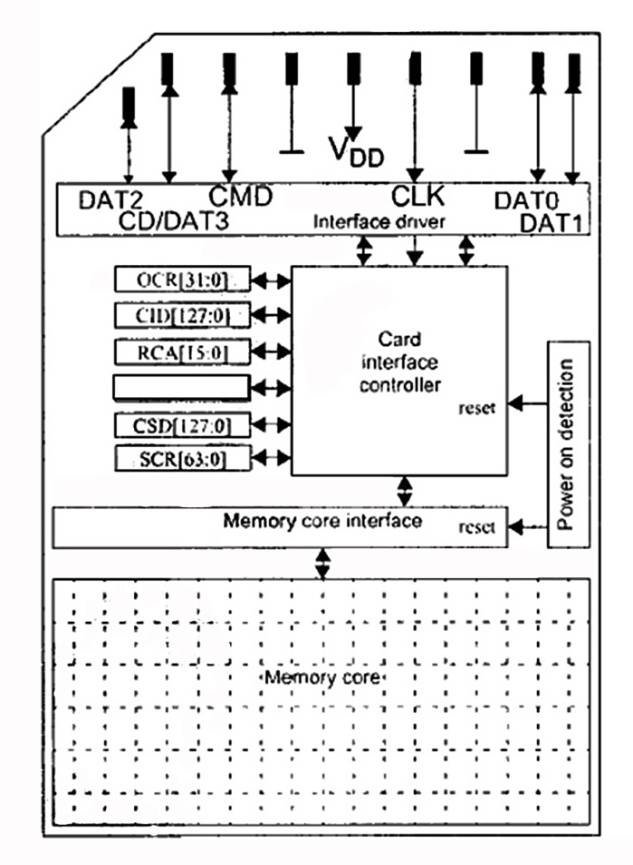 VDD
DAT2 CMD CLK DAT0
CD/DAT3 Interface driver DAT1
OCR[31:0]
CID[127:0]
RCA[15:0]
CSD[127:0]
SCR[63:0]
Card
interface
controller
reset
Power on detection
Memory core interface reset
Memory core